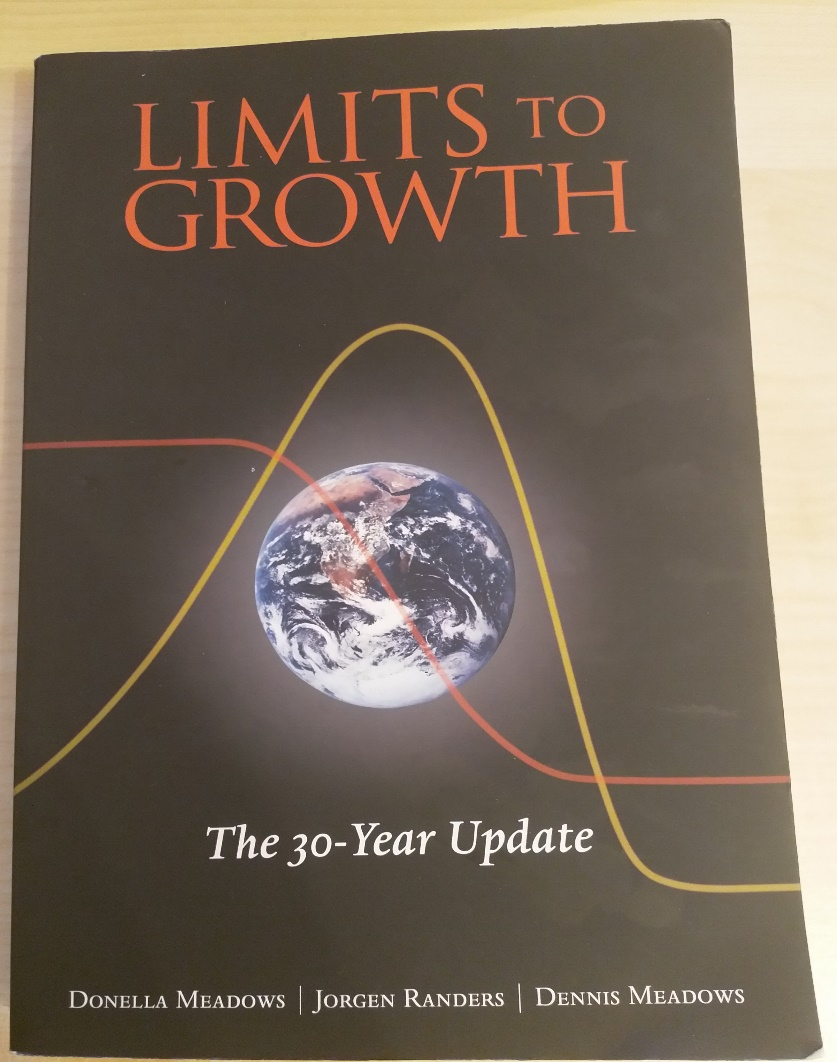 LIMITS TO
GROWTH
The 30-Year Update
DONELLA MEADOWS | JORGEN RANDERS | DENNIS MEADOWS